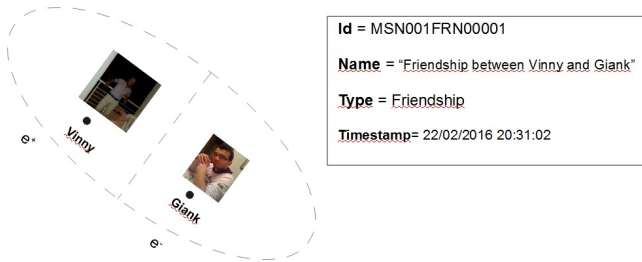 Vinny
e+
Giank
e-
Id = MSN001FRN00001
Name = “Friendship between Vinny and Giank”
Type = Friendship
Timestamp= 22/02/2016 20:31:02